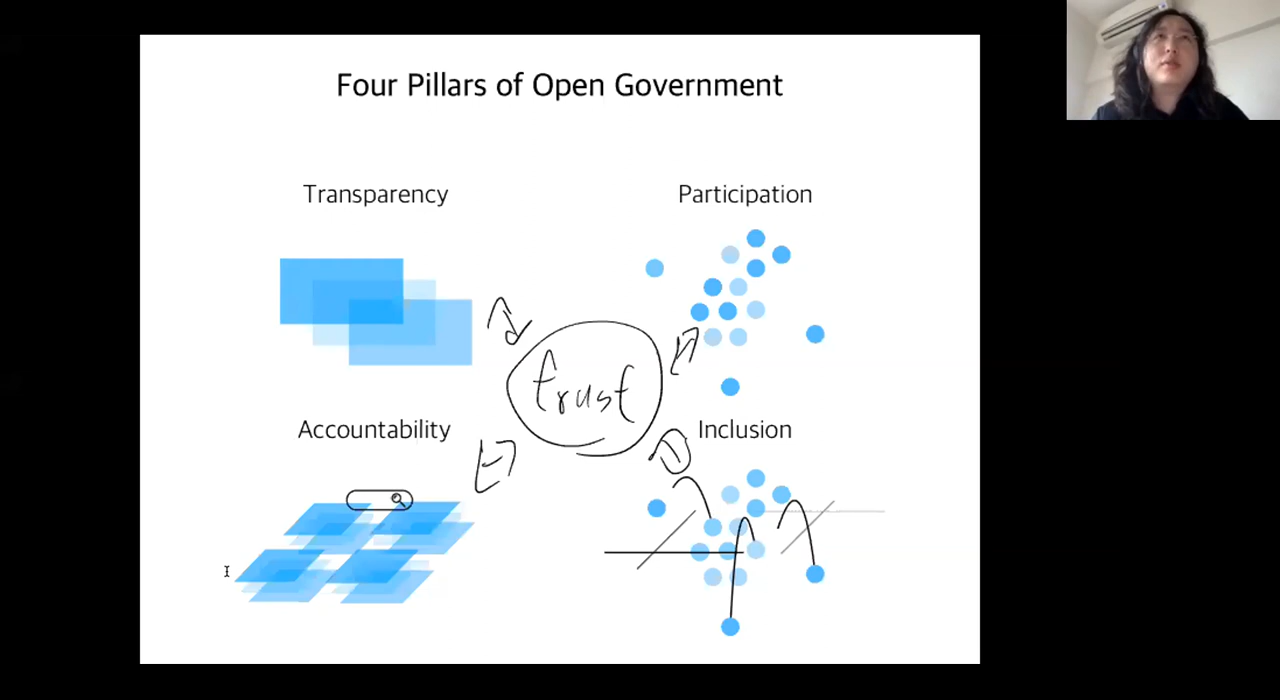 Four Pillars of Open Government
Transparency
Participation
trust
Accountability
Inclusion